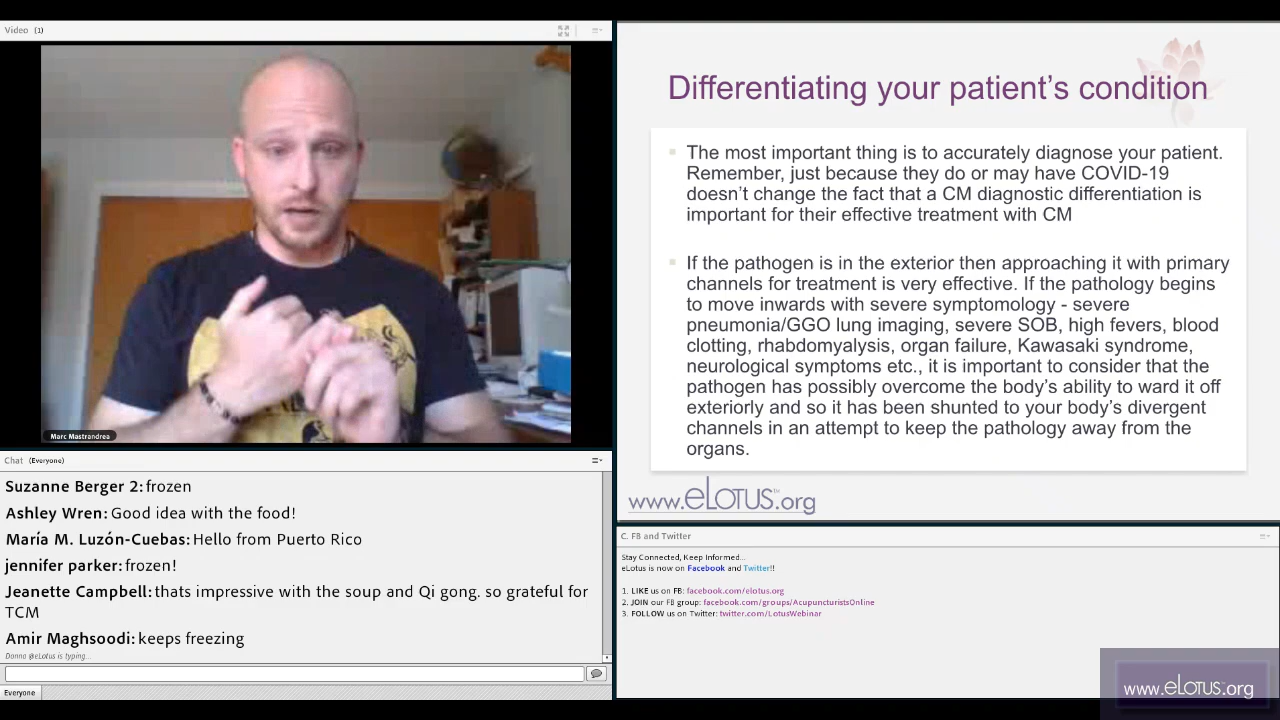 Video (1)
Marc Mastrandrea
Chat (Everyone)
Suzanne Berger 2: frozen
Ashley Wren: Good idea with the food!
María M. Luzón-Cuebas: Hello from Puerto Rico
jennifer parker: frozen!
Jeanette Campbell: thats impressive with the soup and Qi gong. so grateful for
TCM
Amir Maghsoodi: keeps freezing
Donna @eLotus is typing...
Everyone
Differentiating your patient's condition
The most important thing is to accurately diagnose your patient.
Remember, just because they do or may have COVID-19
doesn't change the fact that a CM diagnostic differentiation is
important for their effective treatment with CM
If the pathogen is in the exterior then approaching it with primary
channels for treatment is very effective. If the pathology begins
to move inwards with severe symptomology - severe
pneumonia/GGO lung imaging, severe SOB, high fevers, blood
clotting, rhabdomyalysis, organ failure, Kawasaki syndrome,
neurological symptoms etc., it is important to consider that the
pathogen has possibly overcome the body's ability to ward it off
exteriorly and so it has been shunted to your body's divergent
channels in an attempt to keep the pathology away from the
organs.
www.eLotus.org
C. FB and Twitter
Stay Connected, Keep Informed...
eLotus is now on Facebook and Twitter!!
1. LIKE us on FB: facebook.com/elotus.org
2. JOIN our FB group: facebook.com/groups/AcupuncturistsOnline
3. FOLLOW us on Twitter: twitter.com/LotusWebinar
www.eLotus.org